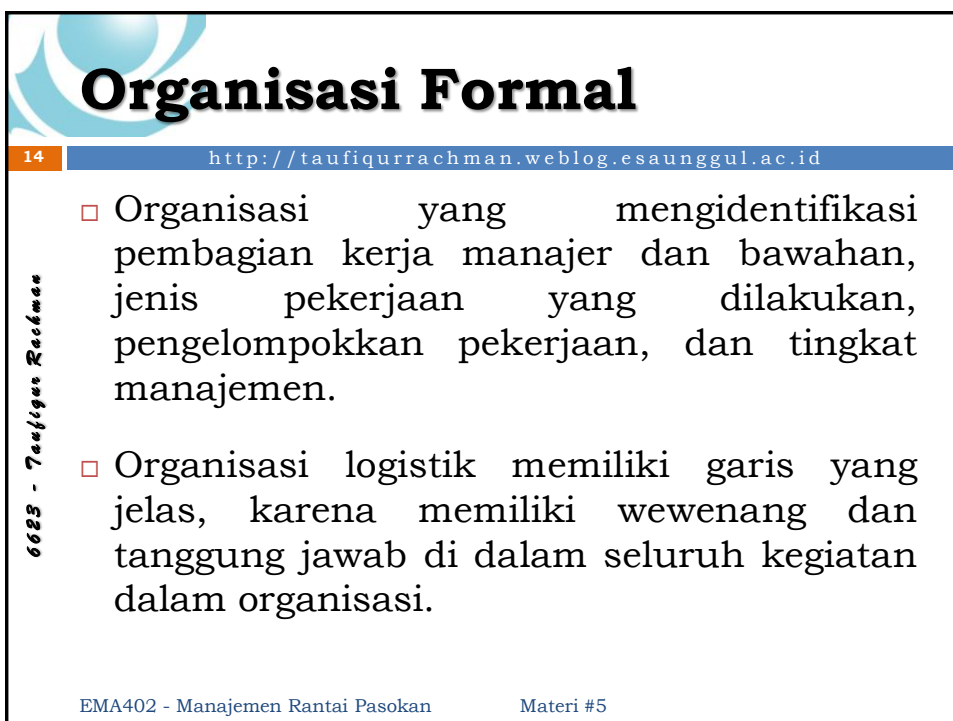 Organisasi Formal
14
http://taufiqurrachman.weblog.esaunggul.ac.id
Organisasi yang mengidentifikasi
pembagian kerja manajer dan bawahan,
jenis pekerjaan yang dilakukan,
pengelompokkan pekerjaan, dan tingkat
manajemen.
Organisasi logistik memiliki garis yang
jelas, karena memiliki wewenang dan
tanggung jawab di dalam seluruh kegiatan
dalam organisasi.
6623 - Taufiqur Rachman
EMA402 - Manajemen Rantai Pasokan Materi #5